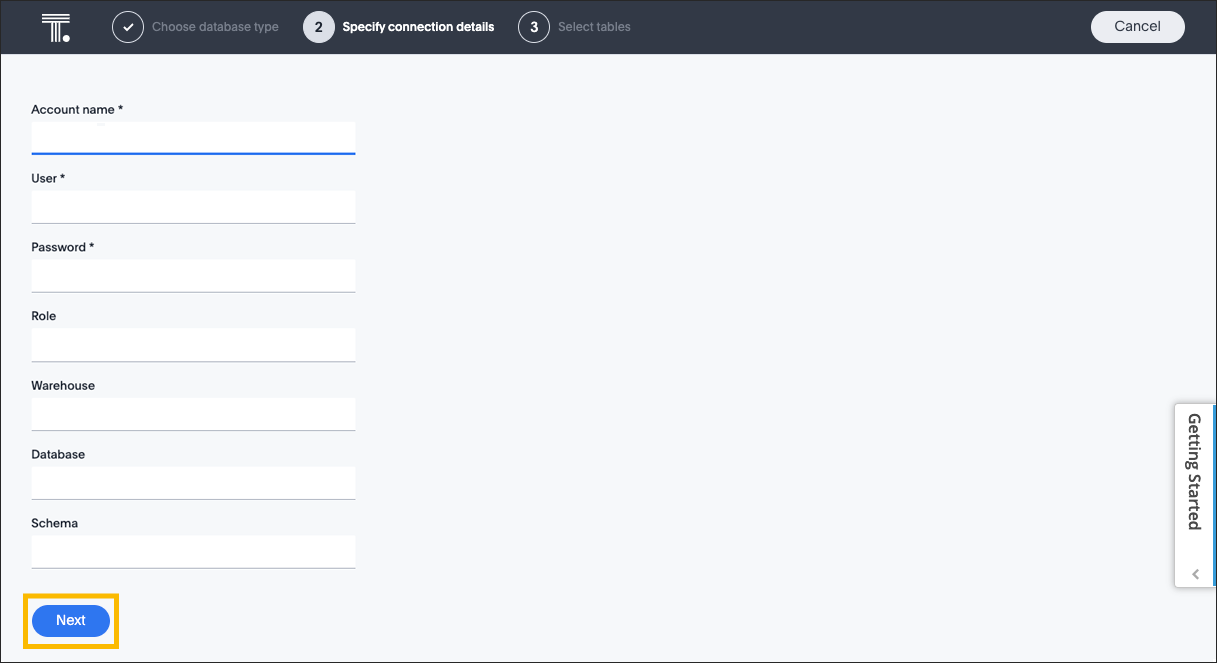 T.
Choose database type
2 Specify connection details
3 Select tables
Cancel
Account name *
User *
Password *
Role
Warehouse
Database
Schema
Next
Getting Started